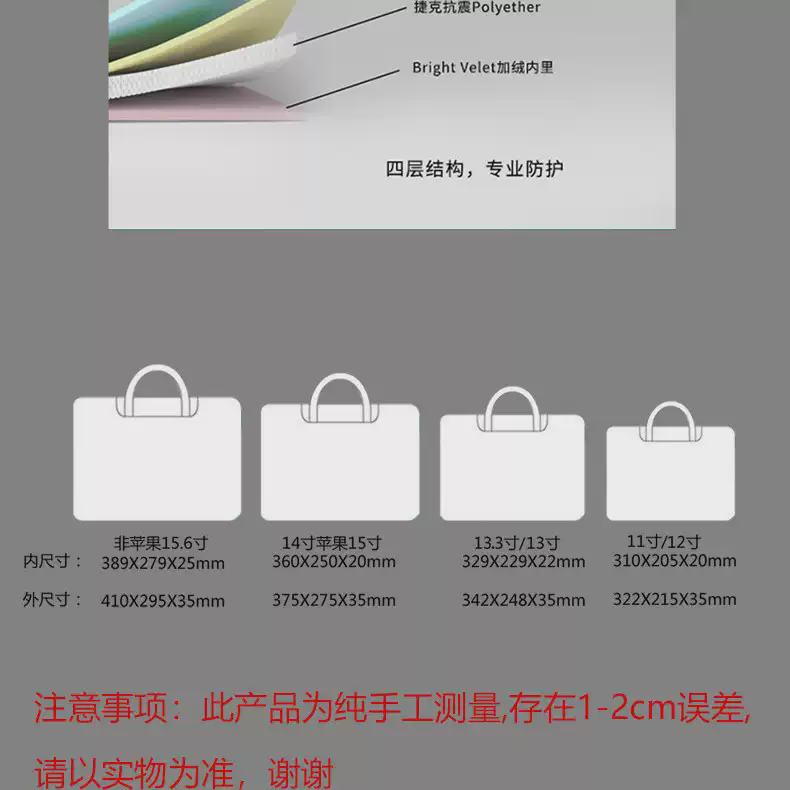 捷克抗震Polyether
Bright Velet加绒内里
四层结构，专业防护
非苹果15.6寸 14寸苹果15寸 13.3寸/13寸 11寸/12寸
内尺寸： 389X279X25mm 360X250X20mm 329X229X22mm 310X205X20mm
外尺寸： 410X295X35mm 375X275X35mm 342X248X35mm 322X215X35mm
注意事项：此产品为纯手工测量,存在1-2cm误差,
请以实物为准，谢谢